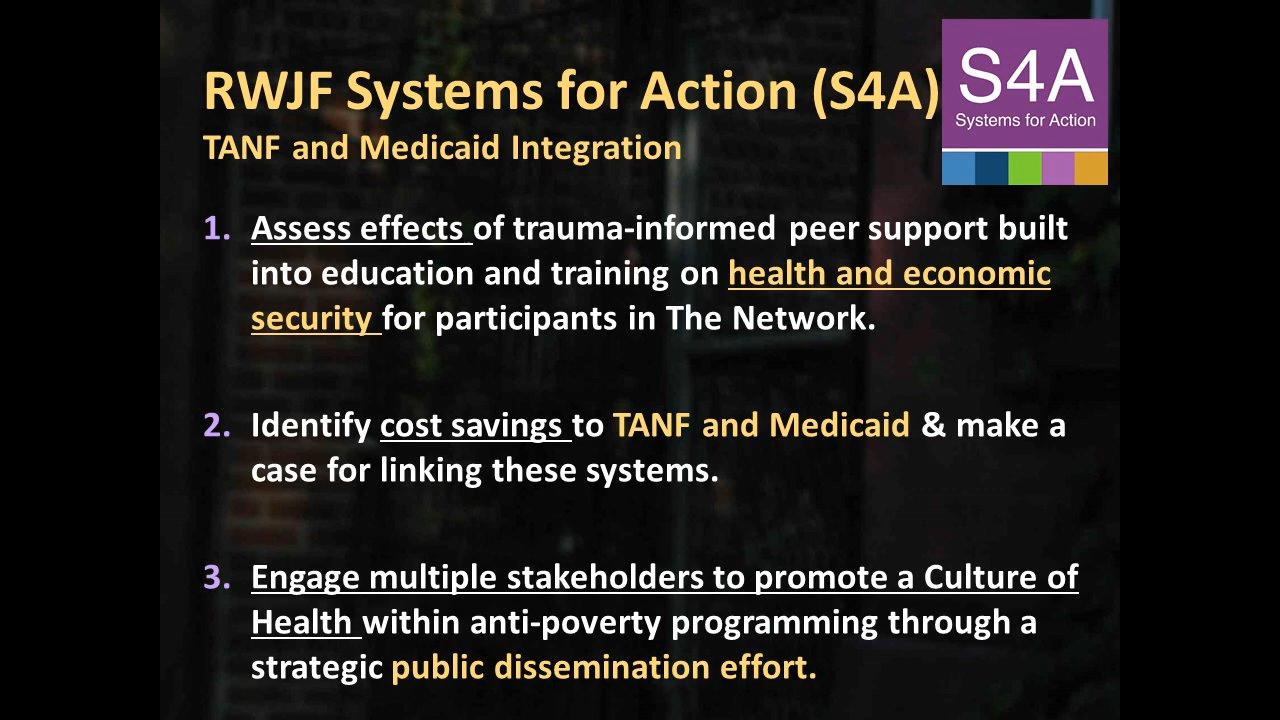 RWJF Systems for Action (S4A)
TANF and Medicaid Integration
S4A
Systems for Action
1. Assess effects of trauma-informed peer support built
into education and training on health and economic
security for participants in The Network.
2. Identify cost savings to TANF and Medicaid & make a
case for linking these systems.
3. Engage multiple stakeholders to promote a Culture of
Health within anti-poverty programming through a
strategic public dissemination effort.